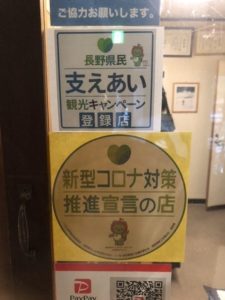 ご協力お願いします。
長野県民
支えあい
観光キャンペーン
登録店
新型コロナ対策
推進宣言の店
PayPay